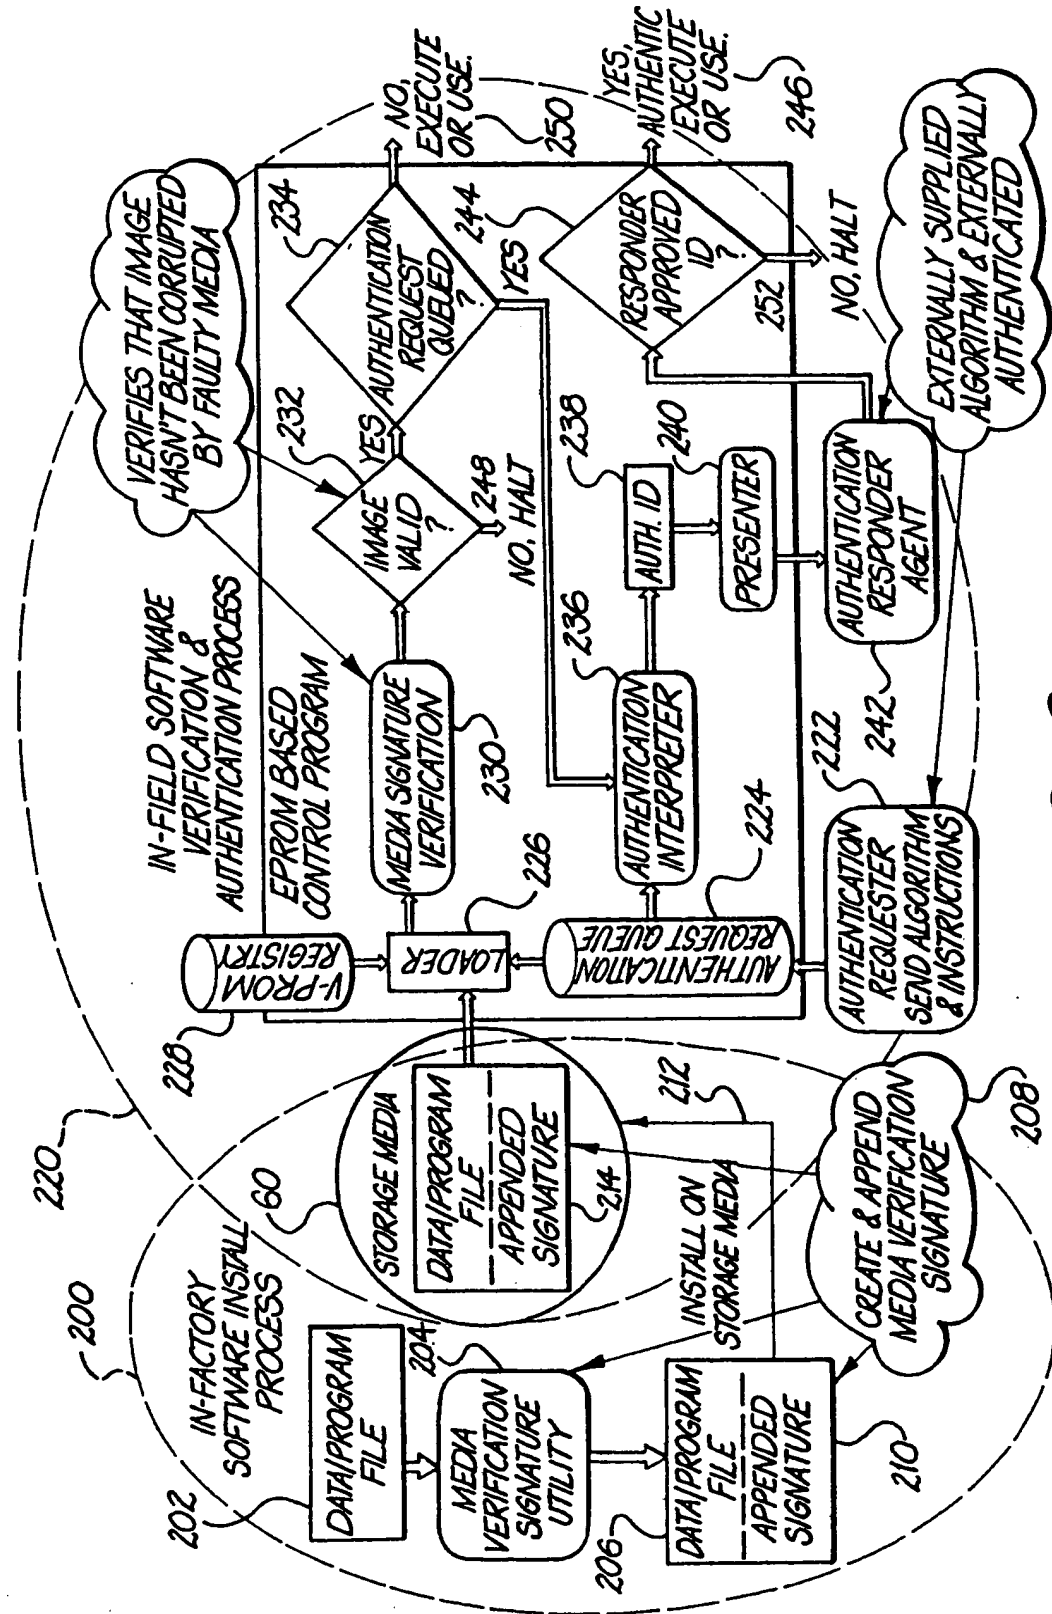 200
IN-FACTORY
SOFTWARE INSTALL
PROCESS
202
DATA/PROGRAM
FILE
204
MEDIA
VERIFICATION
SIGNATURE
UTILITY
206
DATA/PROGRAM
FILE
APPENDED
SIGNATURE
210
INSTALL ON
STORAGE MEDIA
212
CREATE & APPEND
MEDIA VERIFICATION
SIGNATURE
208
60
STORAGE MEDIA
DATA/PROGRAM
FILE
APPENDED
SIGNATURE
214
220
IN-FIELD SOFTWARE
VERIFICATION &
AUTHENTICATION PROCESS
EPROM BASED
CONTROL PROGRAM
228
V-PROM
REGISTRY
LOADER
226
AUTHENTICATION
REQUEST QUEUE
224
AUTHENTICATION
REQUESTER
SEND ALGORITHM
& INSTRUCTIONS
222
MEDIA SIGNATURE
VERIFICATION
230
VERIFIES THAT IMAGE
HASN'T BEEN CORRUPTED
BY FAULTY MEDIA
IMAGE
VALID
?
232
YES
248
NO, HALT
AUTHENTICATION
REQUEST
QUEUED
?
234
YES
NO,
EXECUTE
OR USE.
250
AUTHENTICATION
INTERPRETER
236
AUTH. ID
238
PRESENTER
240
AUTHENTICATION
RESPONDER
AGENT
242
RESPONDER
APPROVED
ID
?
244
YES,
AUTHENTIC
/EXECUTE
OR USE.
246
252
NO, HALT
EXTERNALLY SUPPLIED
ALGORITHM & EXTERNALLY
AUTHENTICATED